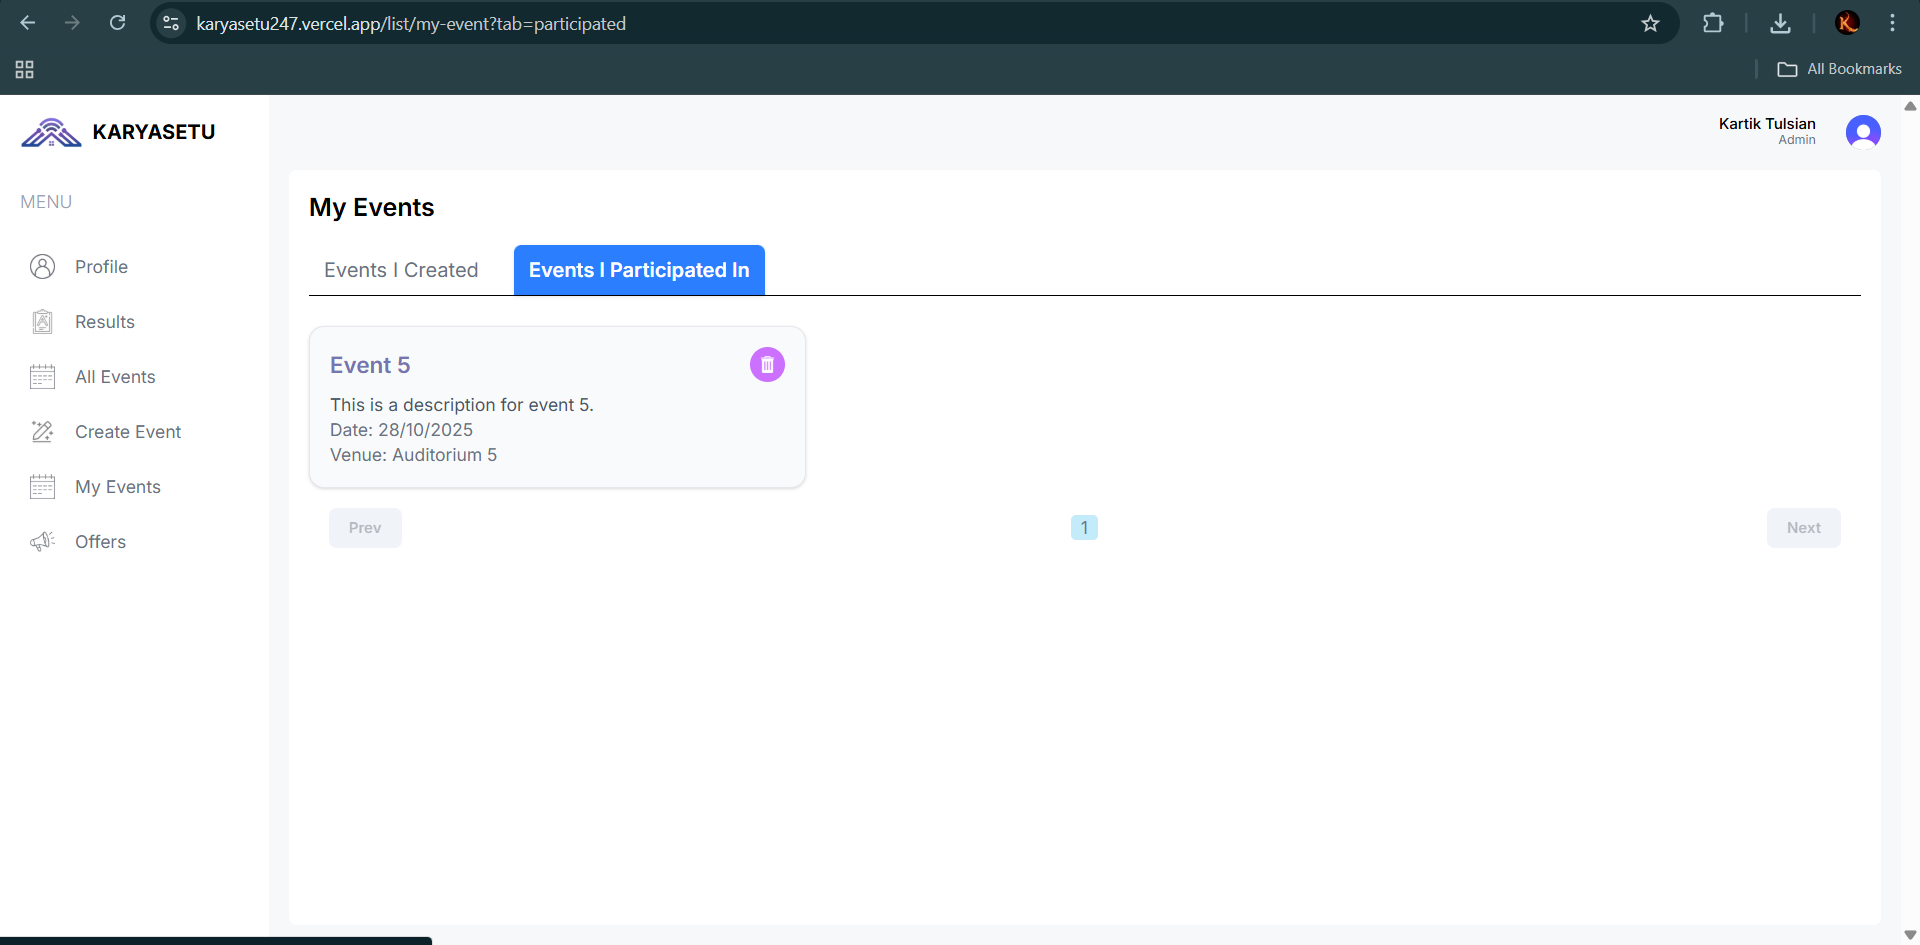 karyasetu247.vercel.app/list/my-event?tab=participated
All Bookmarks
KARYASETU
Kartik Tulsian
Admin
MENU
Profile
Results
All Events
Create Event
My Events
Offers
My Events
Events I Created
Events I Participated In
Event 5
This is a description for event 5.
Date: 28/10/2025
Venue: Auditorium 5
Prev
1
Next